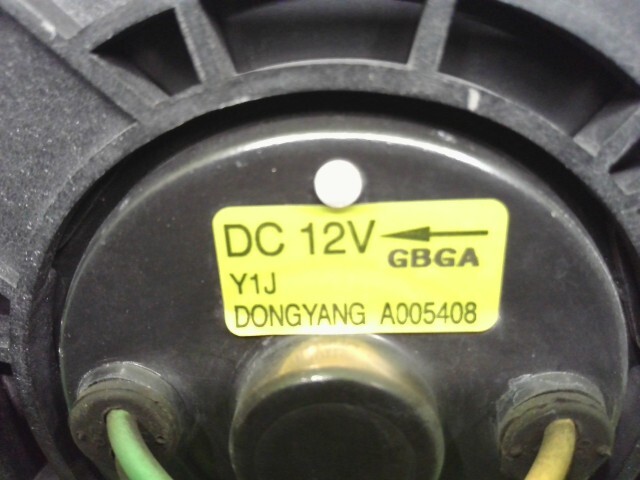 DC 12V
GBGA
Y1J
DONGYANG A005408